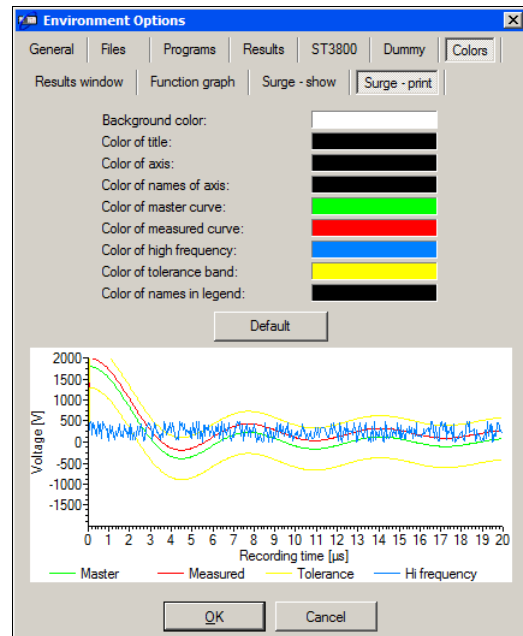 Environment Options
General Files Programs Results ST3800 Dummy Colors
Results window Function graph Surge - show Surge - print
Background color:
Color of title:
Color of axis:
Color of names of axis:
Color of master curve:
Color of measured curve:
Color of high frequency:
Color of tolerance band:
Color of names in legend:
Default
Voltage [V]
2000
1500
1000
500
0
-500
-1000
-1500
0 1 2 3 4 5 6 7 8 9 10 11 12 13 14 15 16 17 18 19 20
Recording time [µs]
Master Measured Tolerance Hi frequency
OK Cancel